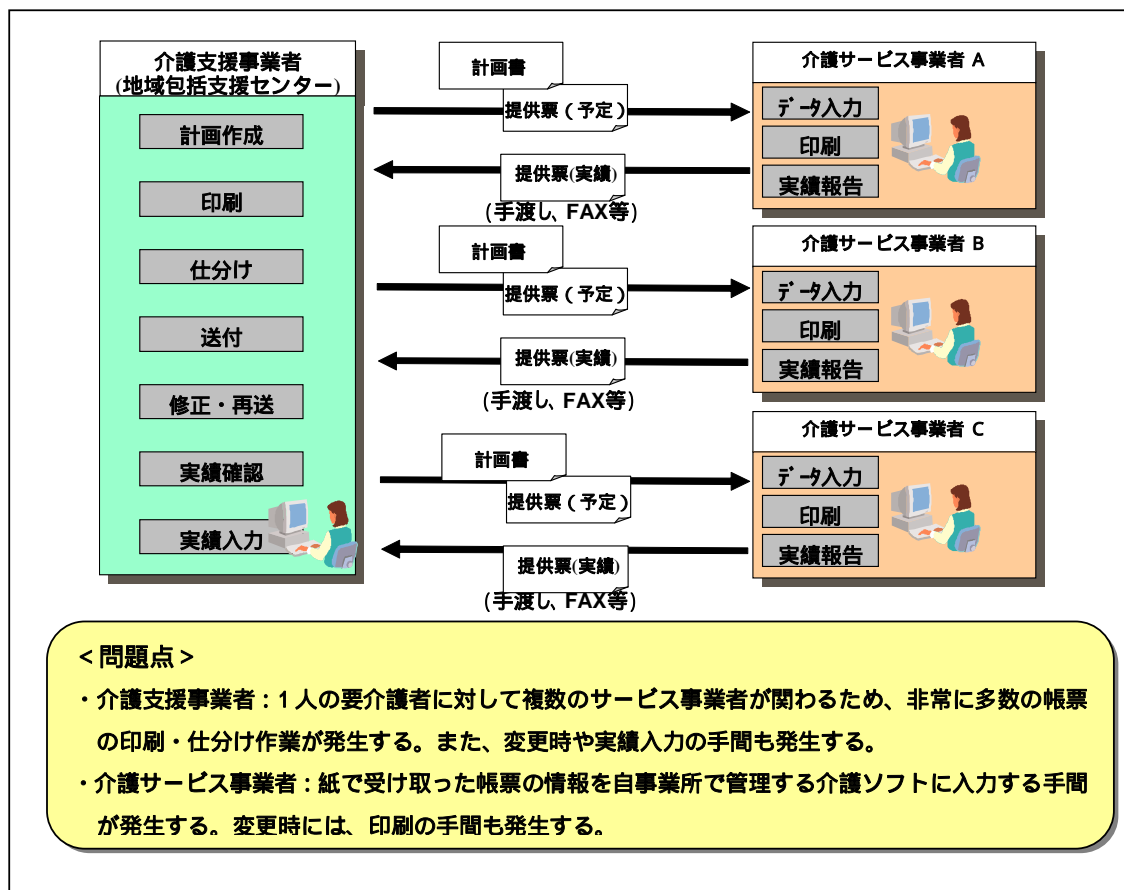 介護支援事業者
(地域包括支援センター)
計画作成
印刷
仕分け
送付
修正・再送
実績確認
実績入力
計画書
提供票（予定）
提供票(実績)
(手渡し、FAX等)
計画書
提供票（予定）
提供票(実績)
(手渡し、FAX等)
計画書
提供票（予定）
提供票(実績)
(手渡し、FAX等)
介護サービス事業者 A
ﾃﾞｰﾀ入力
印刷
実績報告
介護サービス事業者 B
ﾃﾞｰﾀ入力
印刷
実績報告
介護サービス事業者 C
ﾃﾞｰﾀ入力
印刷
実績報告
＜問題点＞
・介護支援事業者：1人の要介護者に対して複数のサービス事業者が関わるため、非常に多数の帳票
の印刷・仕分け作業が発生する。また、変更時や実績入力の手間も発生する。
・介護サービス事業者：紙で受け取った帳票の情報を自事業所で管理する介護ソフトに入力する手間
が発生する。変更時には、印刷の手間も発生する。